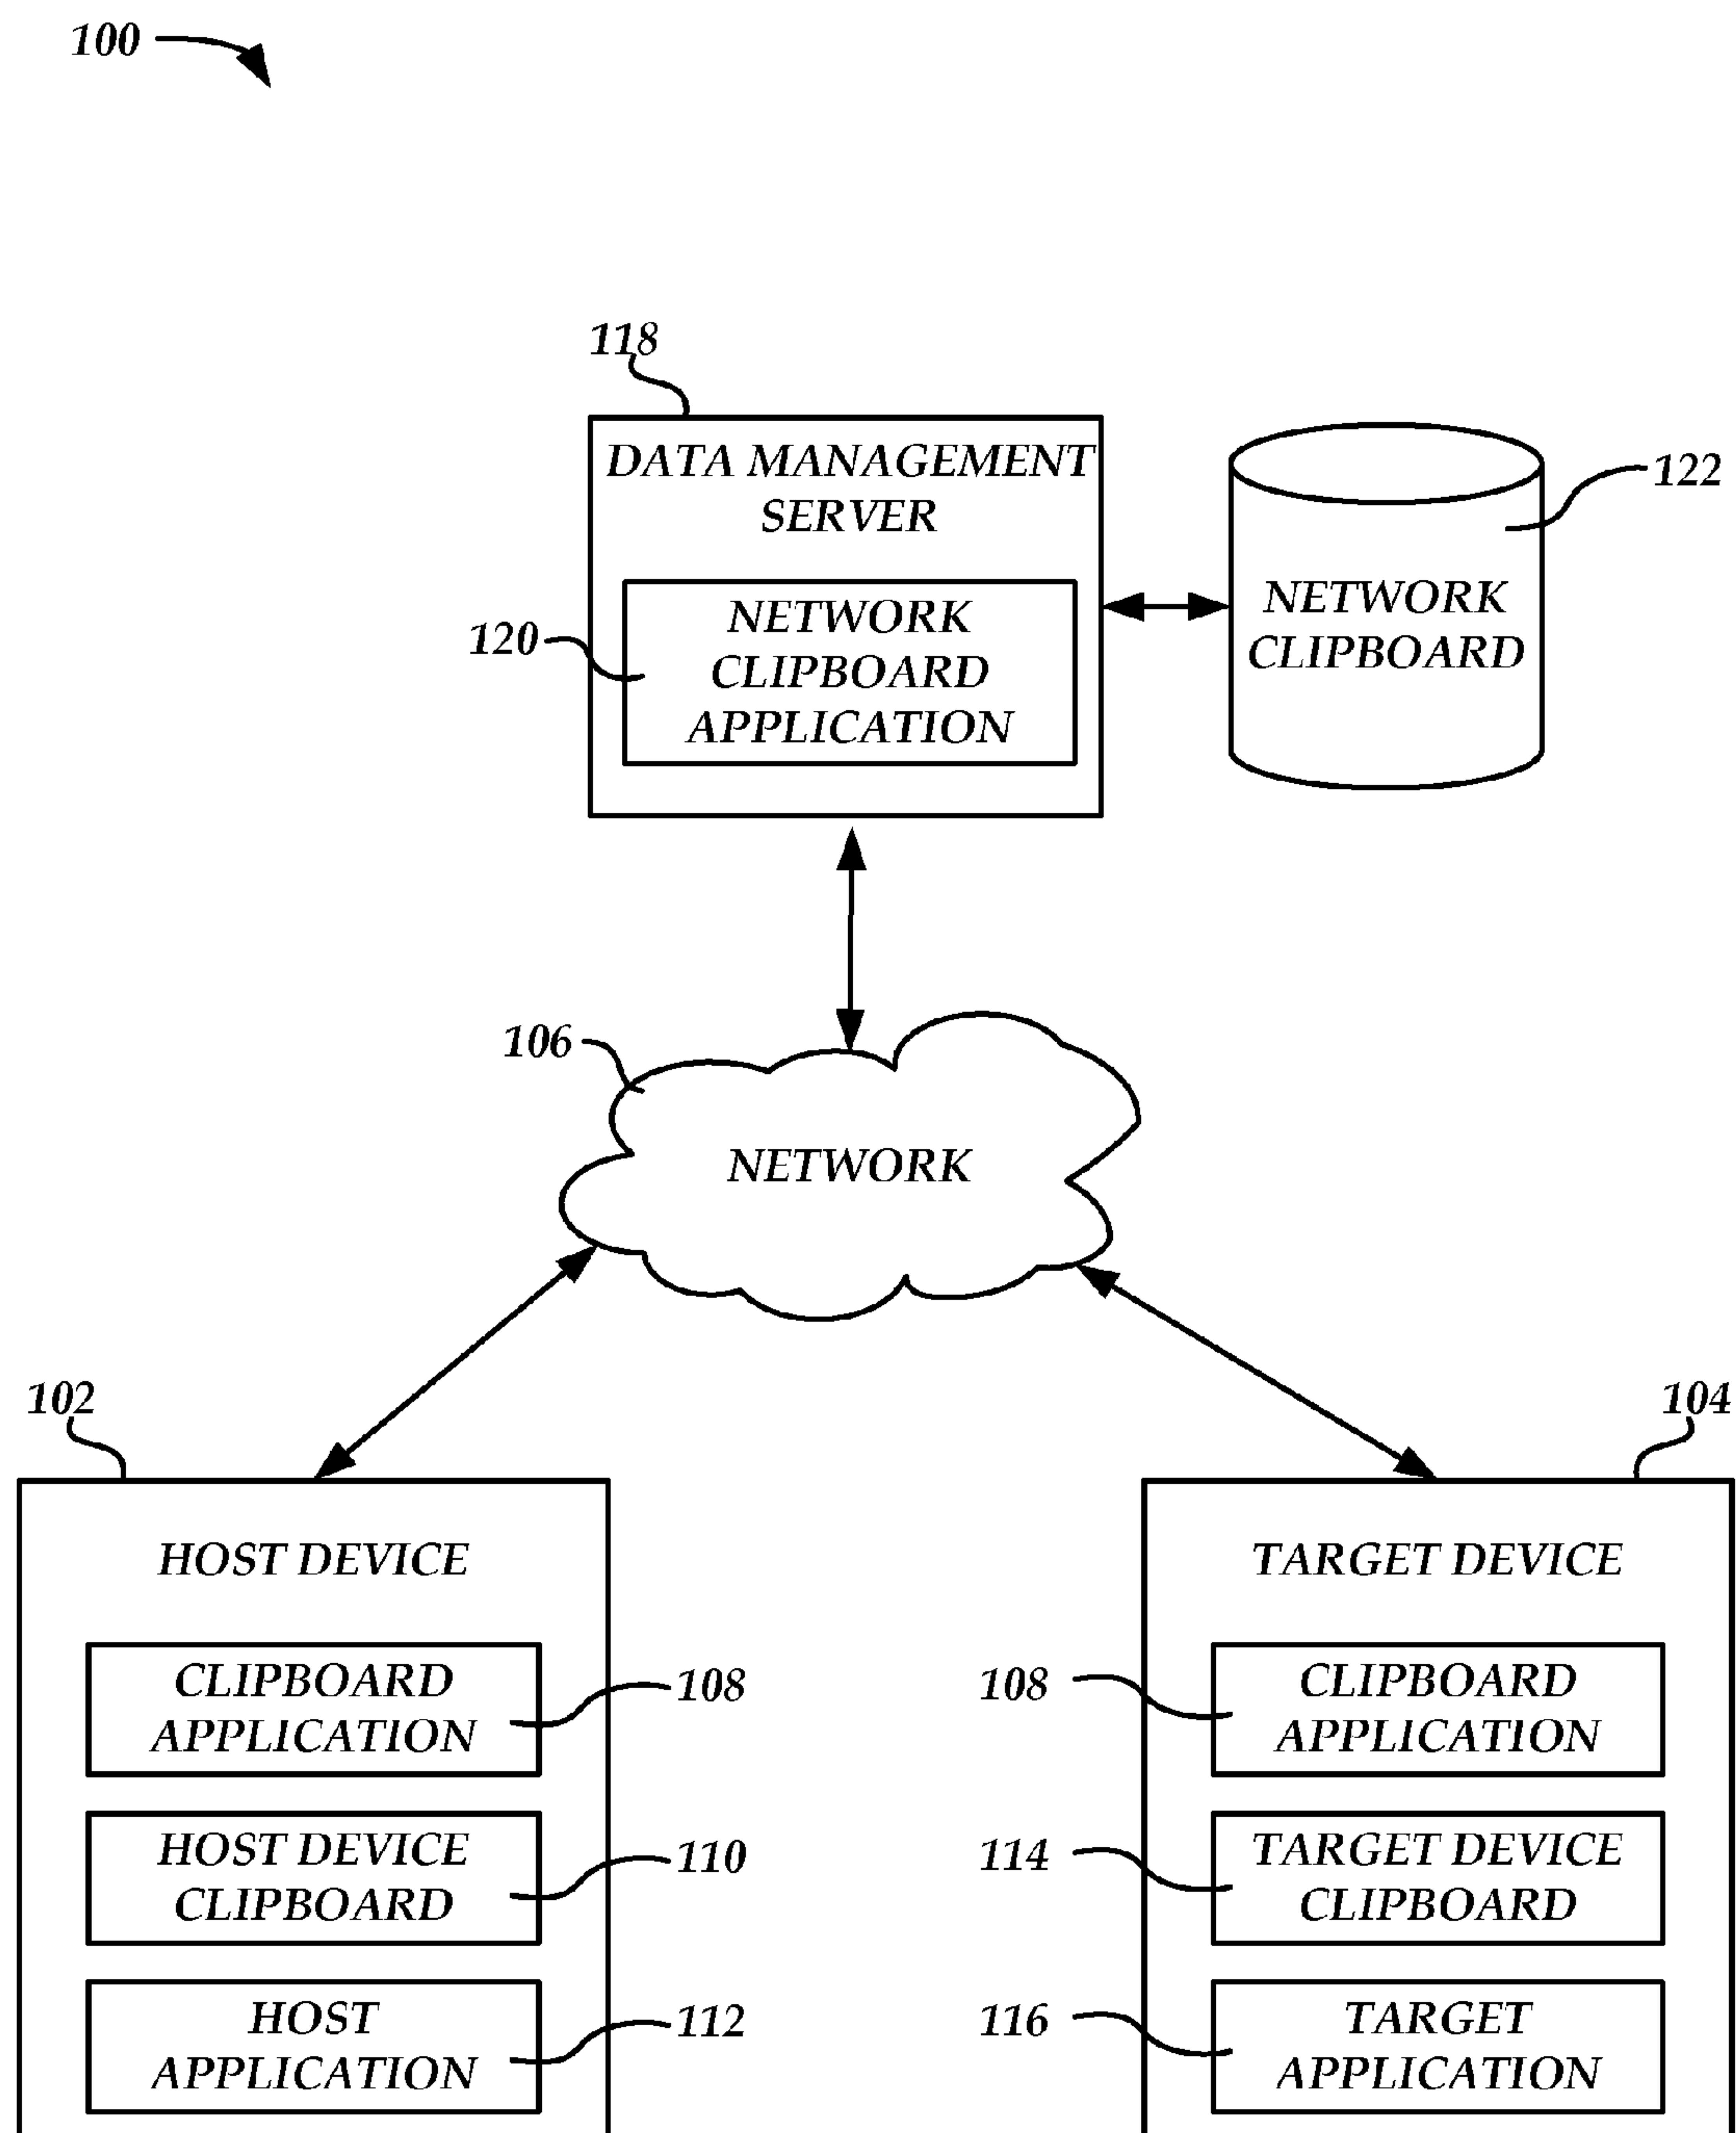 100
118
DATA MANAGEMENT
SERVER
122
NETWORK
CLIPBOARD
APPLICATION
120
NETWORK
CLIPBOARD
106
NETWORK
102
104
HOST DEVICE
TARGET DEVICE
CLIPBOARD
APPLICATION
108
108
CLIPBOARD
APPLICATION
HOST DEVICE
CLIPBOARD
110
114
TARGET DEVICE
CLIPBOARD
HOST
APPLICATION
112
116
TARGET
APPLICATION